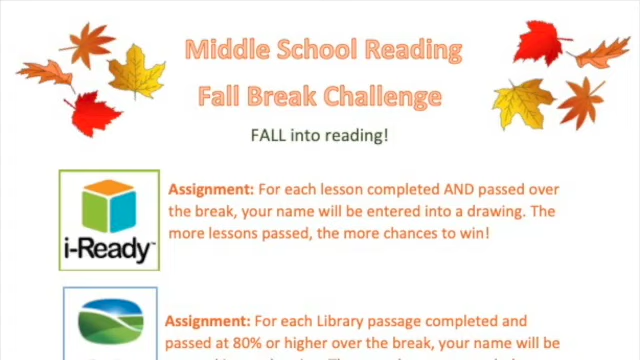 Middle School Reading
Fall Break Challenge
FALL into reading!
Assignment: For each lesson completed AND passed over
the break, your name will be entered into a drawing. The
more lessons passed, the more chances to win!
i-Ready™
Assignment: For each Library passage completed and
passed at 80% or higher over the break, your name will be